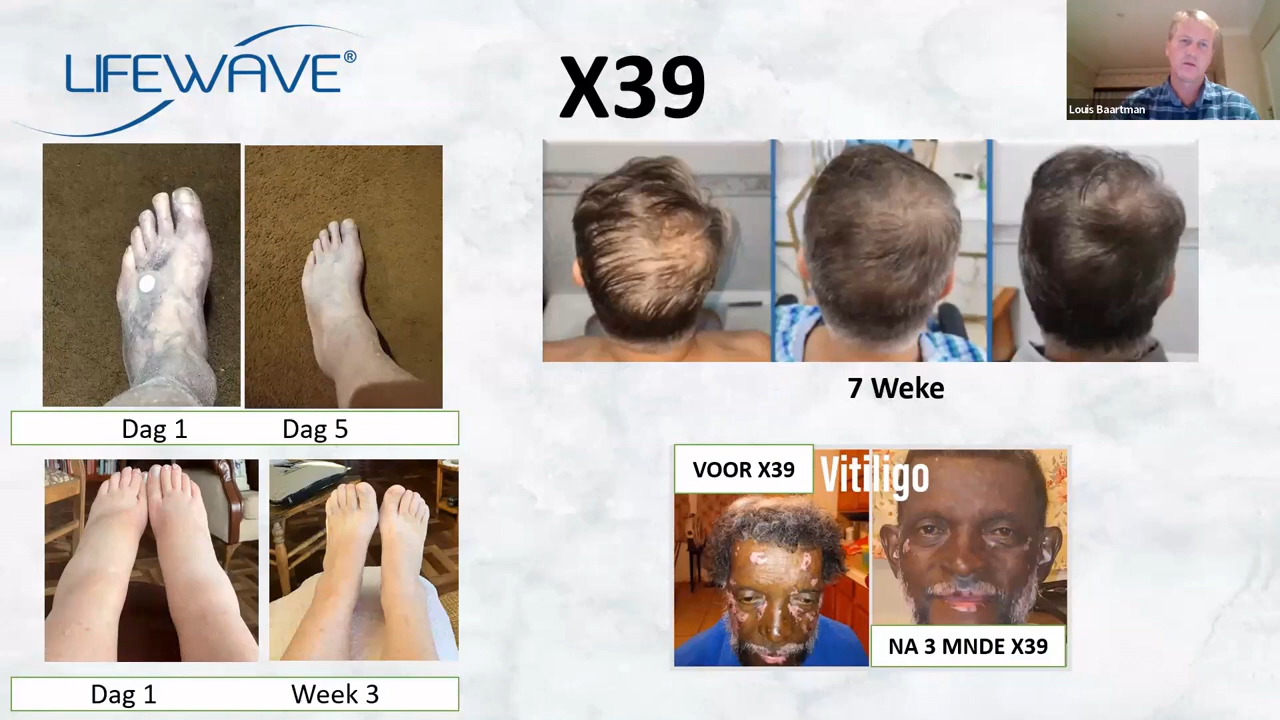 LIFEWAVE®
X39
Louis Baartman
Dag 1 Dag 5
7 Weke
VOOR X39
Vitiligo
NA 3 MNDE X39
Dag 1 Week 3